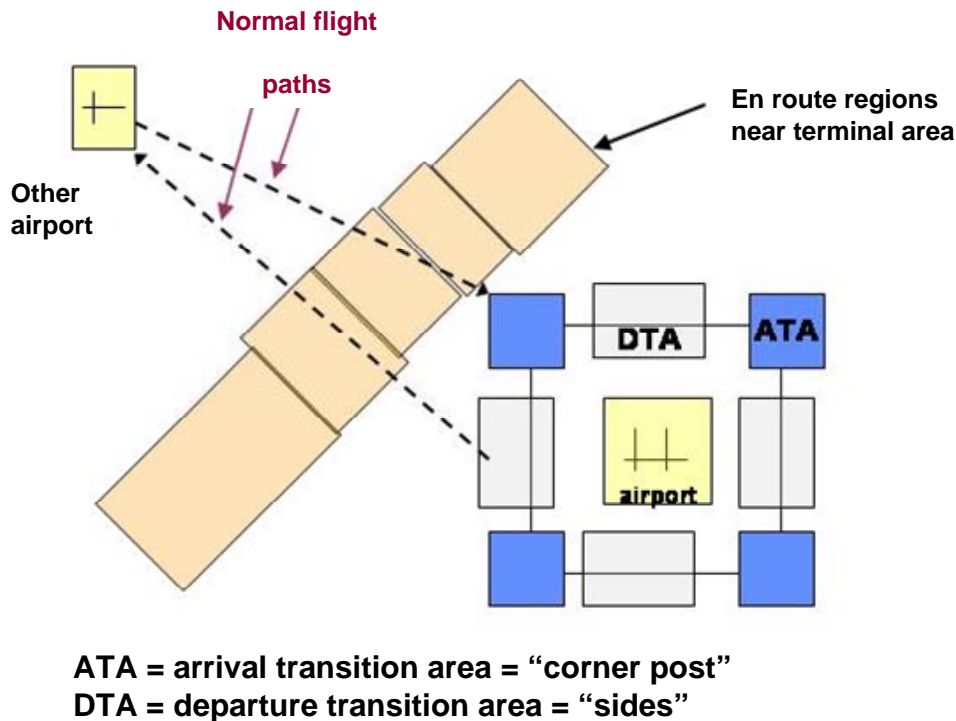 Normal flight
paths
En route regions
near terminal area
Other
airport
DTA
ATA
airport
ATA = arrival transition area = “corner post”
DTA = departure transition area = “sides”